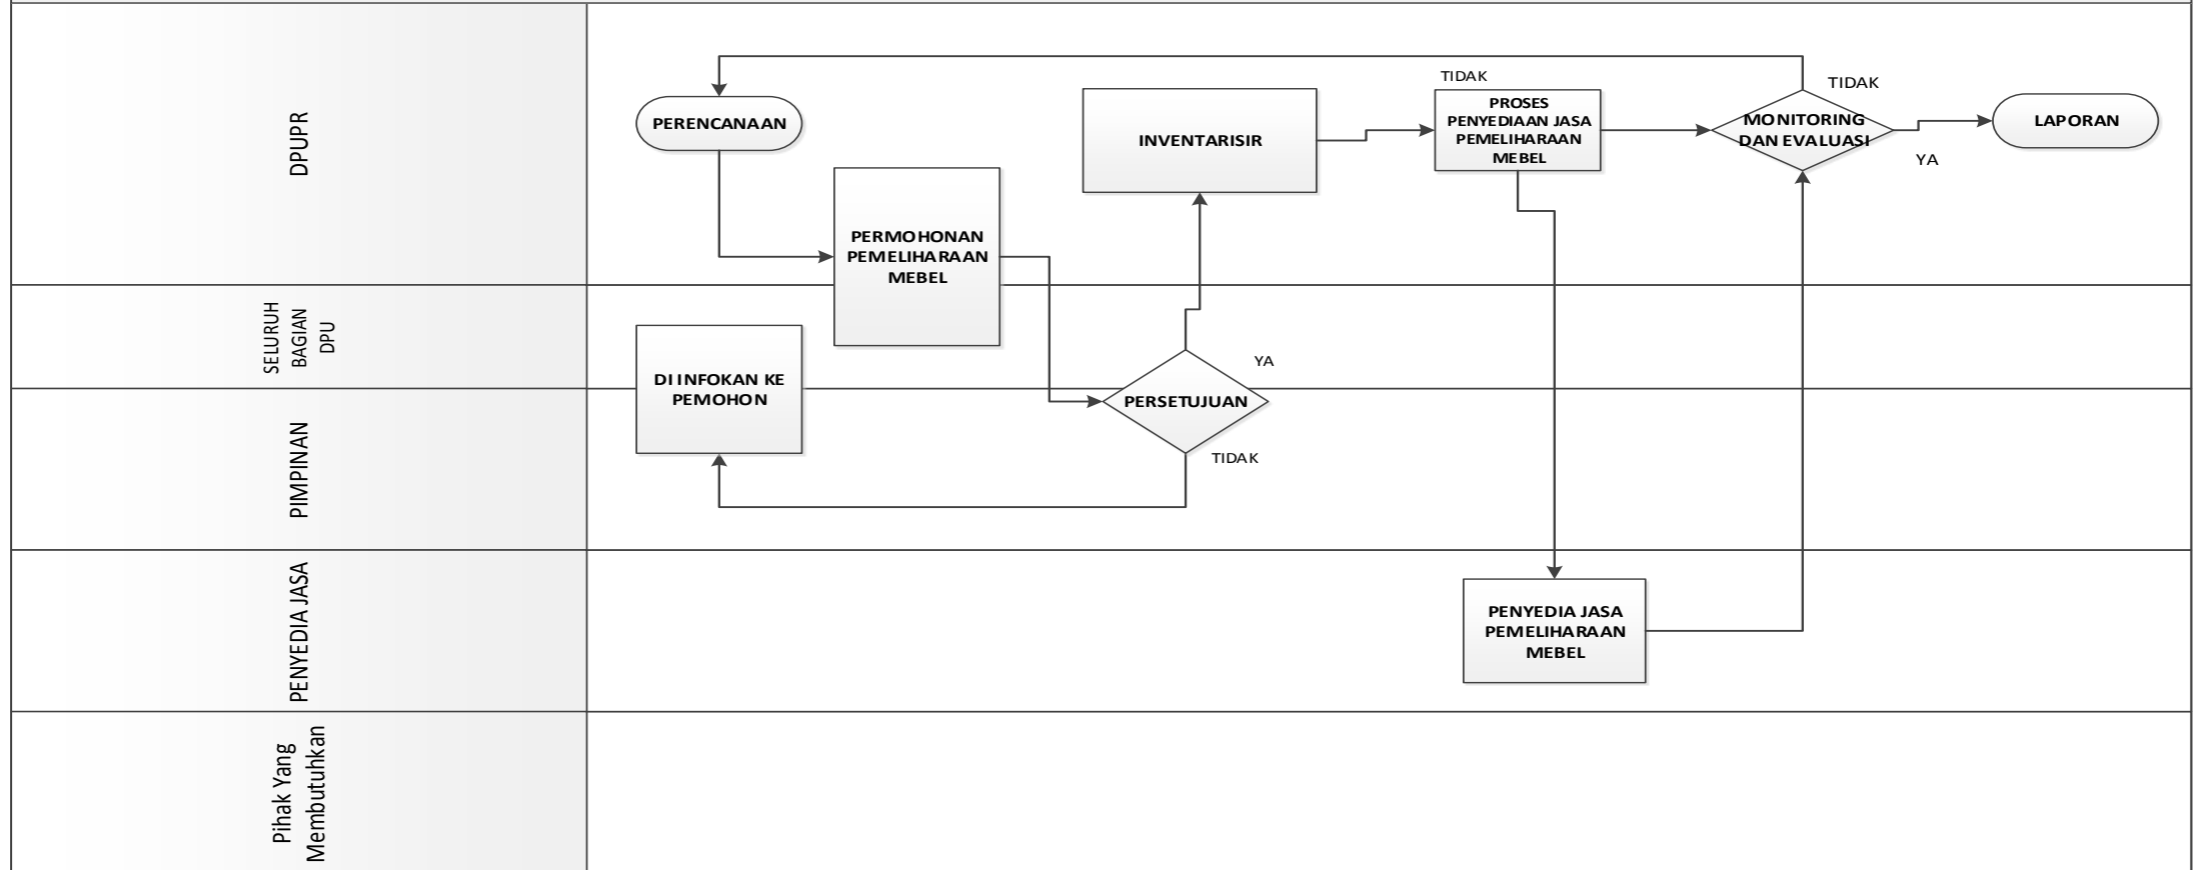 DPUPR
PERENCANAAN
PERMOHONAN
PEMELIHARAAN
MEBEL
INVENTARISIR
TIDAK
PROSES
PENYEDIAAN JASA
PEMELIHARAAN
MEBEL
TIDAK
MONITORING
DAN EVALUASI
YA
LAPORAN
SELURUH
BAGIAN
DPU
DI INFOKAN KE
PEMOHON
YA
PERSETUJUAN
TIDAK
PIMPINAN
PENYEDIA JASA
PENYEDIA JASA
PEMELIHARAAN
MEBEL
Pihak Yang
Membutuhkan